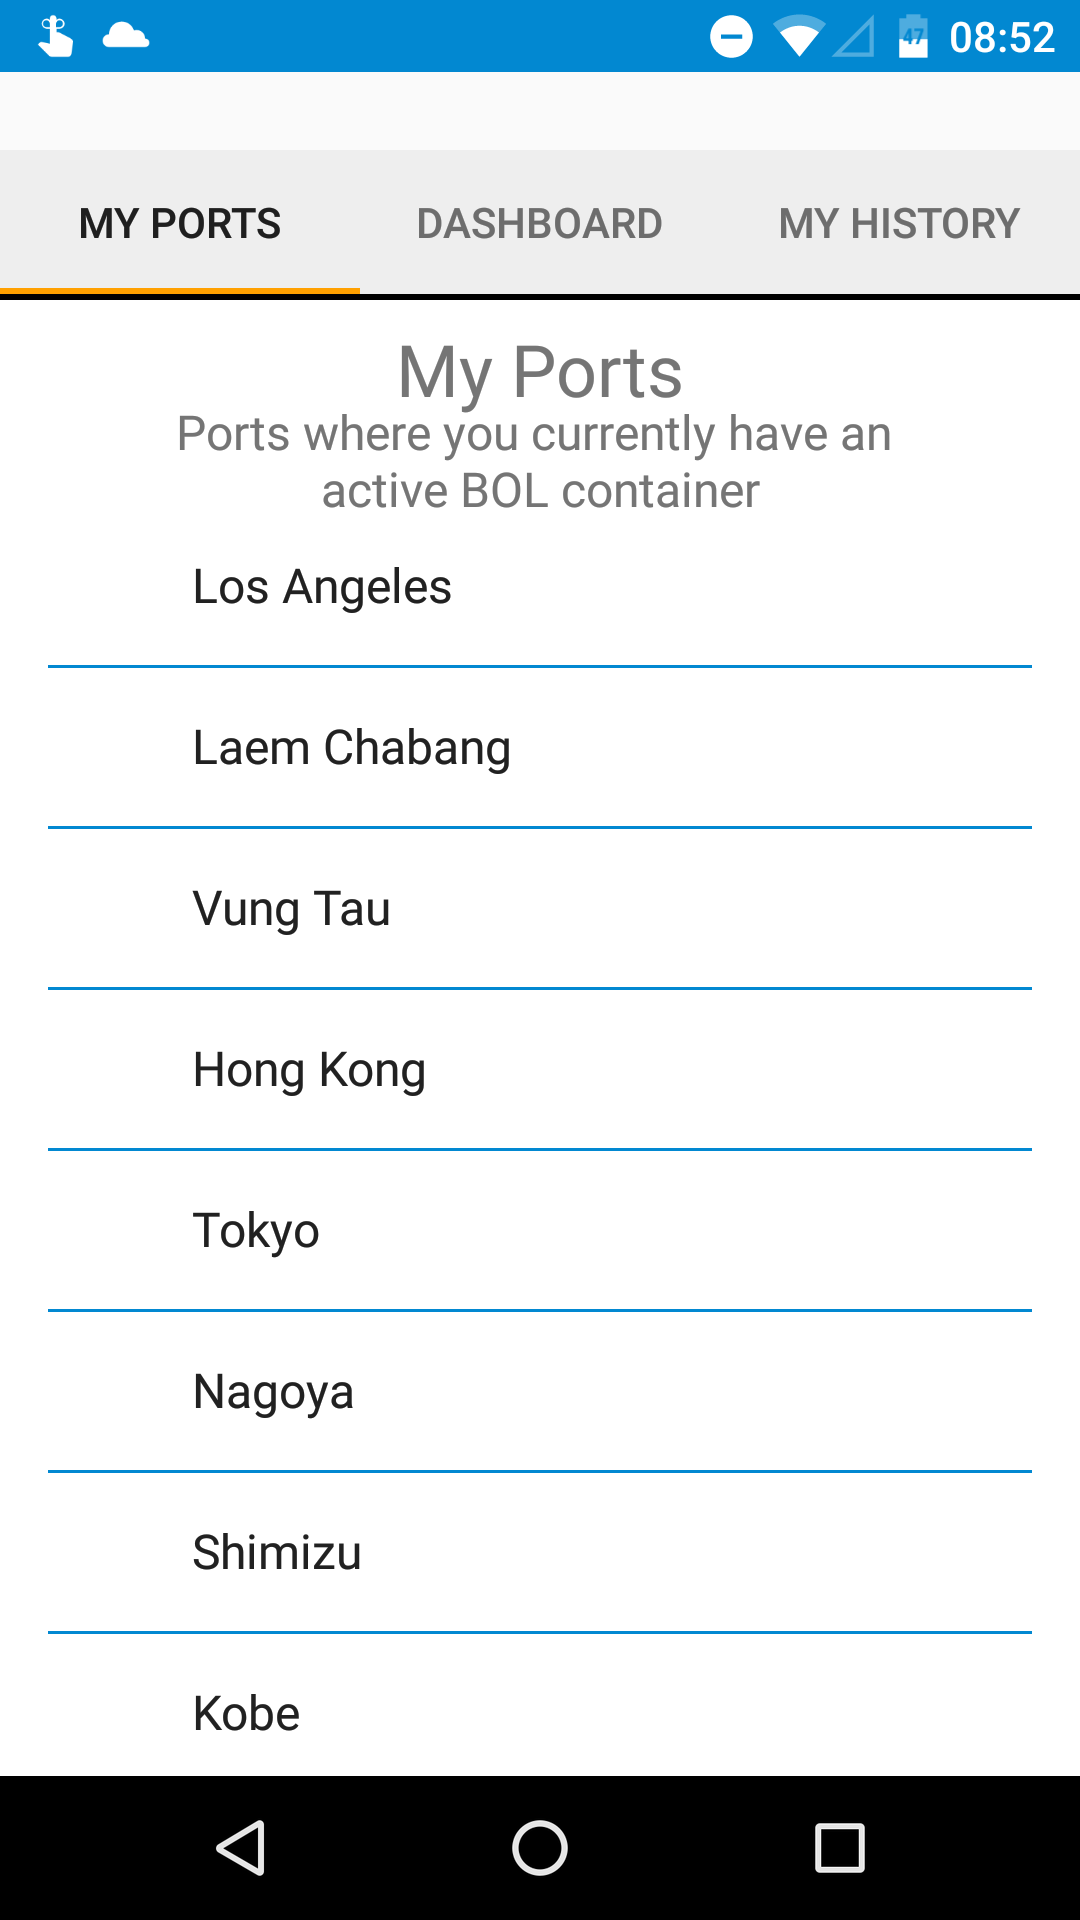 47 08:52
MY PORTS DASHBOARD MY HISTORY
My Ports
Ports where you currently have an
active BOL container
Los Angeles
Laem Chabang
Vung Tau
Hong Kong
Tokyo
Nagoya
Shimizu
Kobe